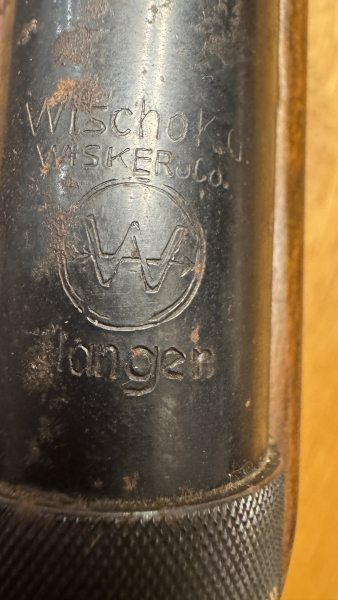 Wischo K.G.
WISKER u. Co.
W
langen